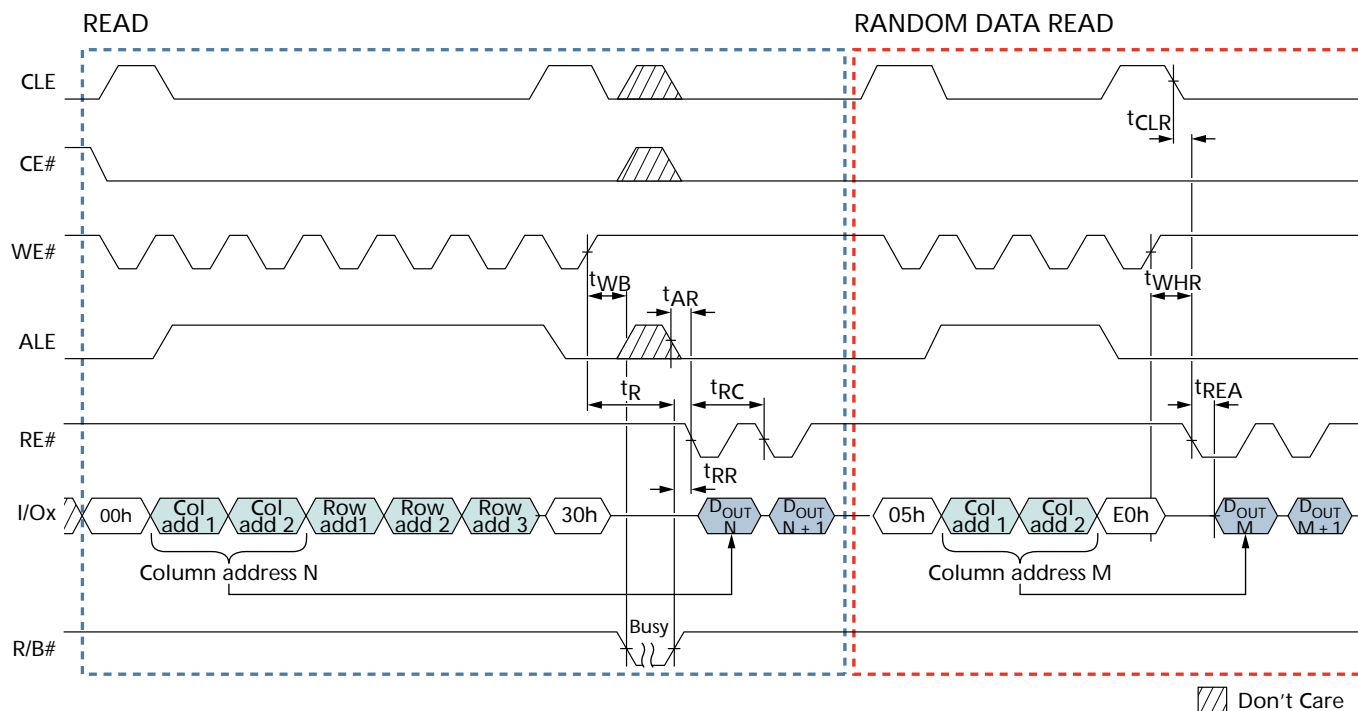 READ
RANDOM DATA READ
CLE
tCLR
CE#
WE#
tWB
tAR
tWHR
ALE
tR
tRC
tREA
RE#
tRR
I/Ox
00h
Col add 1
Col add 2
Row add1
Row add 2
Row add 3
30h
DOUT N
DOUT N + 1
05h
Col add 1
Col add 2
E0h
DOUT M
DOUT M + 1
Column address N
Column address M
R/B#
Busy
Don't Care